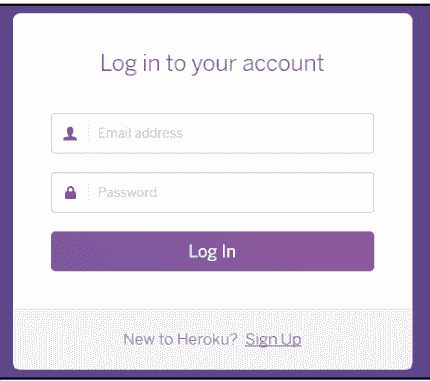 Log in to your account
Email address
Password
Log In
New to Heroku? Sign Up